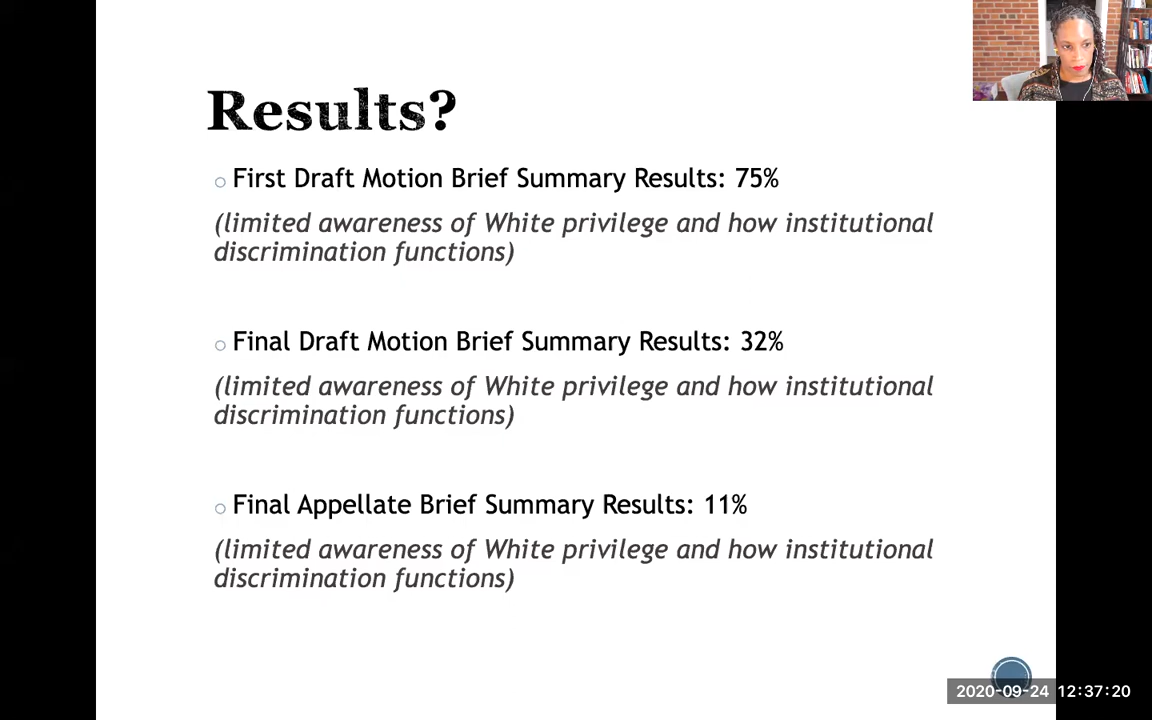 Results?
First Draft Motion Brief Summary Results: 75%
(limited awareness of White privilege and how institutional
discrimination functions)
Final Draft Motion Brief Summary Results: 32%
(limited awareness of White privilege and how institutional
discrimination functions)
Final Appellate Brief Summary Results: 11%
(limited awareness of White privilege and how institutional
discrimination functions)
2020-09-24 12:37:20